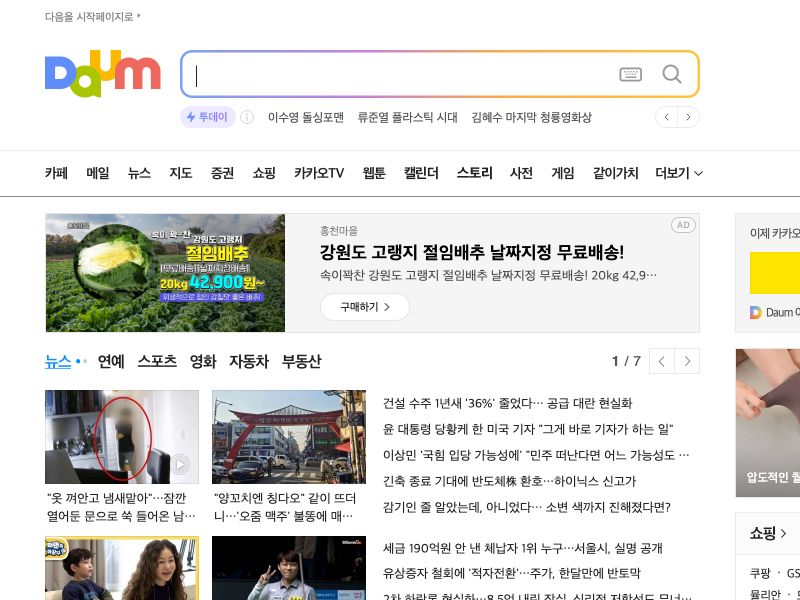 다음을 시작페이지로
Daum
투데이
이수영 돌싱포맨
류준열 플라스틱 시대
김혜수 마지막 청룡영화상
카페 메일 뉴스 지도 증권 쇼핑 카카오TV 웹툰 캘린더 스토리 사전 게임 같이가치 더보기
속이 꽉~찬
강원도 고랭지
절임배추
[무료배송/날짜지정배송]
20kg 42,900원~
홍천마을
AD
강원도 고랭지 절임배추 날짜지정 무료배송!
속이꽉찬 강원도 고랭지 절임배추 무료배송! 20kg 42,9…
구매하기
이제 카카오
Daum 0
뉴스 연예 스포츠 영화 자동차 부동산
1 / 7
"옷 껴안고 냄새맡아"…잠깐
열어둔 문으로 쑥 들어온 남…
"양꼬치엔 칭다오" 같이 뜨더
니…'오줌 맥주' 불똥에 매…
건설 수주 1년새 '36%' 줄었다… 공급 대란 현실화
윤 대통령 당황케 한 미국 기자 "그게 바로 기자가 하는 일"
이상민 '국힘 입당 가능성에' "민주 떠난다면 어느 가능성도 …
긴축 종료 기대에 반도체株 환호…하이닉스 신고가
감기인 줄 알았는데, 아니었다… 소변 색까지 진해졌다면?
세금 190억원 안 낸 체납자 1위 누구…서울시, 실명 공개
유상증자 철회에 '적자전환'…주가, 한달만에 반토막
압도적인 퀄
쇼핑
쿠팡 · GS
뮬리안